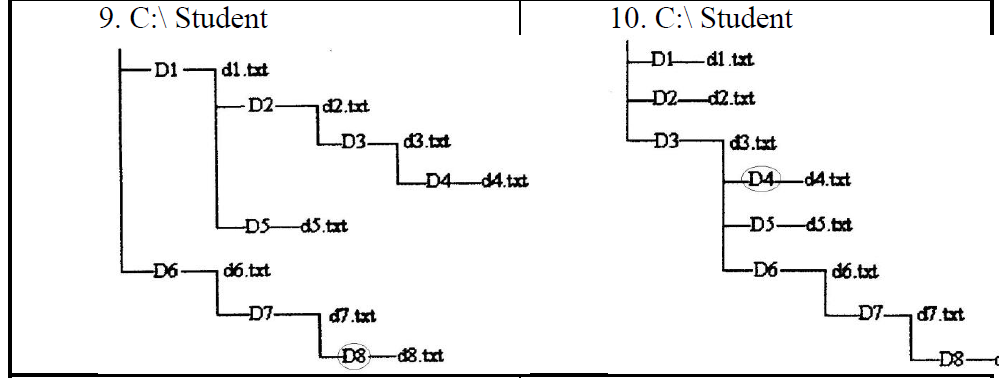 9. C:\ Student
D1 d1.txt
D2 d2.txt
D3 d3.txt
D4 d4.txt
D5 d5.txt
D6 d6.txt
D7 d7.txt
D8 d8.txt
10. C:\ Student
D1 d1.txt
D2 d2.txt
D3 d3.txt
D4 d4.txt
D5 d5.txt
D6 d6.txt
D7 d7.txt
D8